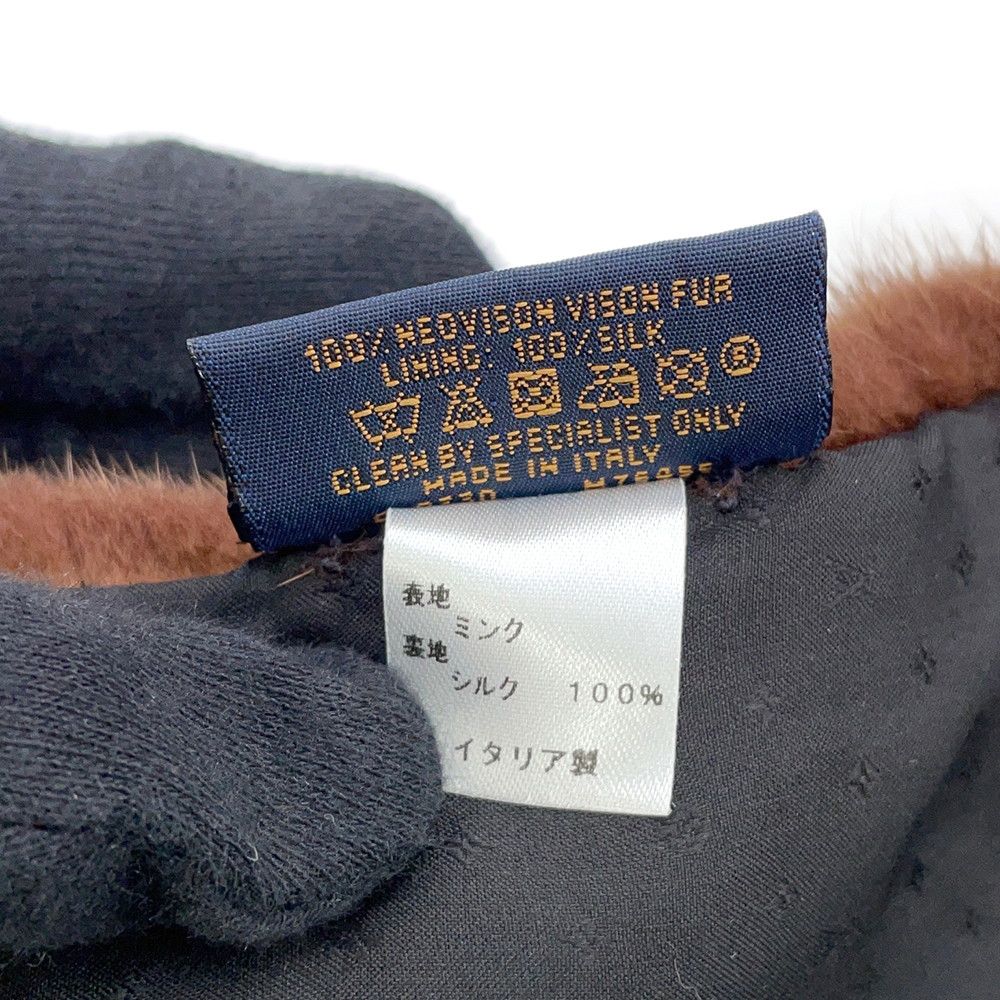 100% NEOVISON VISON FUR
LINING: 100% SILK
CLEAN BY SPECIALIST ONLY
MADE IN ITALY
表地
ミンク
裏地
シルク 100%
イタリア製